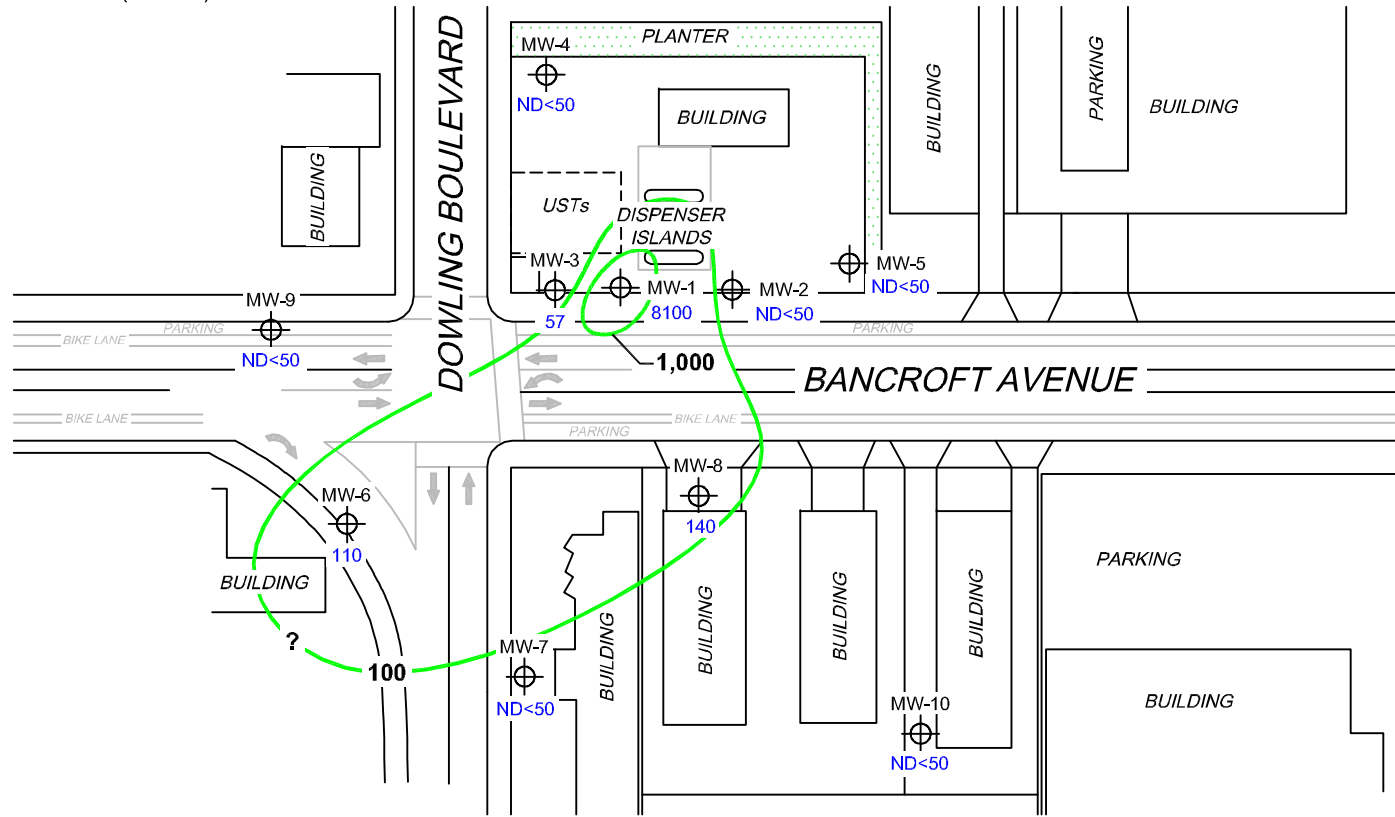 PLANTER
MW-4
ND<50
BUILDING
BUILDING
PARKING
BUILDING
DOWLING BOULEVARD
BUILDING
USTs
DISPENSER
ISLANDS
MW-3
57
MW-1
8100
MW-2
ND<50
MW-5
ND<50
MW-9
ND<50
PARKING
BIKE LANE
PARKING
1,000
BANCROFT AVENUE
BIKE LANE
BIKE LANE
PARKING
MW-8
140
MW-6
110
BUILDING
?
100
MW-7
ND<50
BUILDING
BUILDING
BUILDING
BUILDING
PARKING
MW-10
ND<50
BUILDING